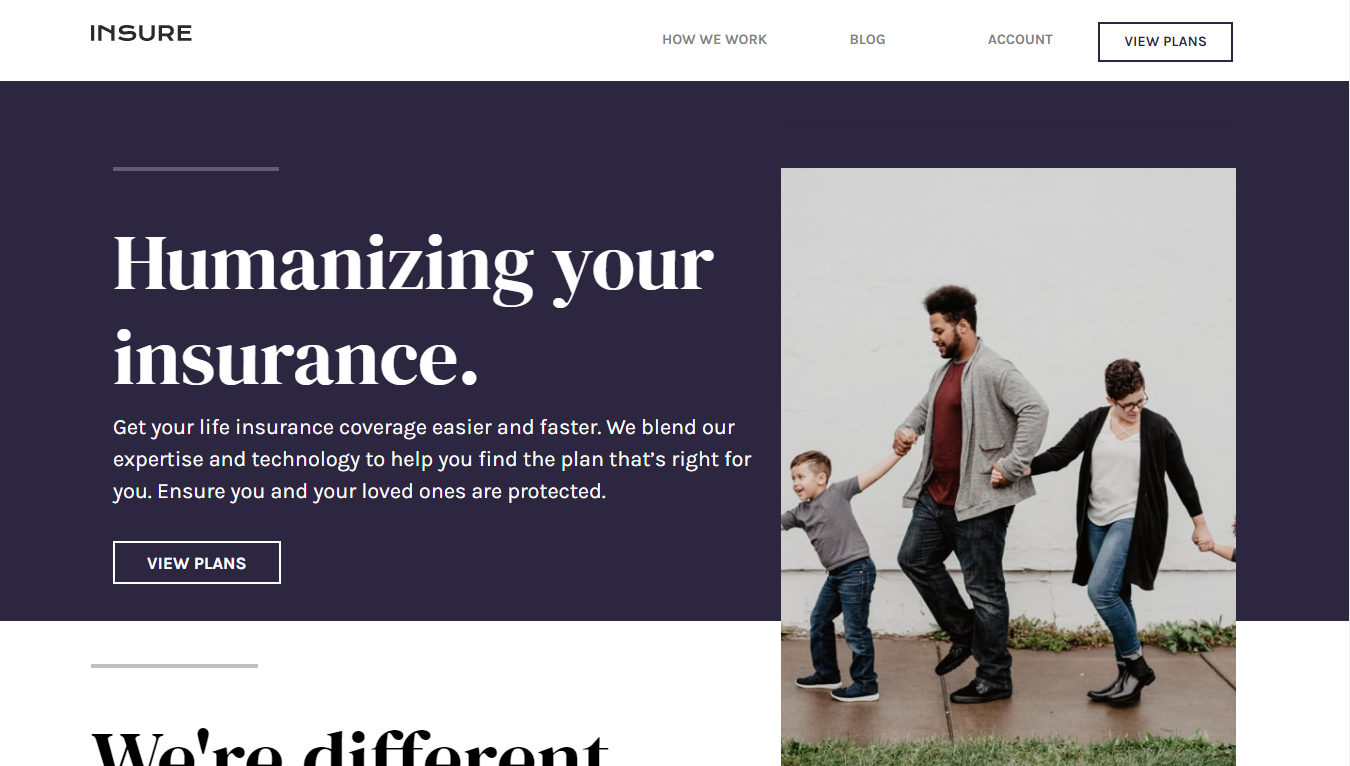 INSURE
HOW WE WORK
BLOG
ACCOUNT
VIEW PLANS
Humanizing your
insurance.
Get your life insurance coverage easier and faster. We blend our
expertise and technology to help you find the plan that’s right for
you. Ensure you and your loved ones are protected.
VIEW PLANS
We're different